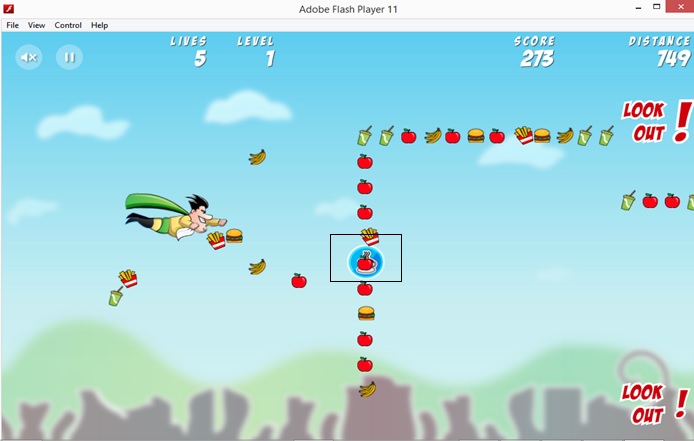 Adobe Flash Player 11
File View Control Help
LIVES LEVEL SCORE DISTANCE
5 1 273 749
LOOK
OUT !
LOOK
OUT !